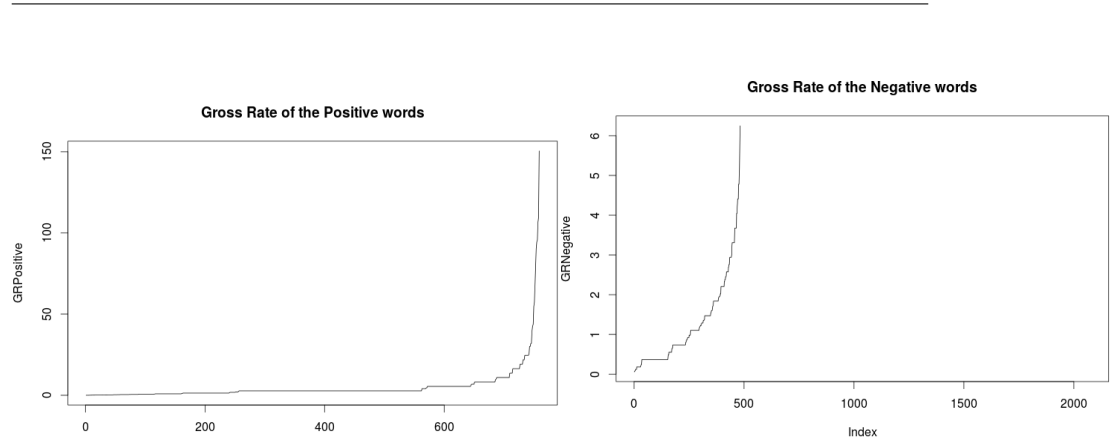 Gross Rate of the Positive words
GRPositive
150
100
50
0
0 200 400 600
Gross Rate of the Negative words
GRNegative
6
5
4
3
2
1
0
0 500 1000 1500 2000
Index